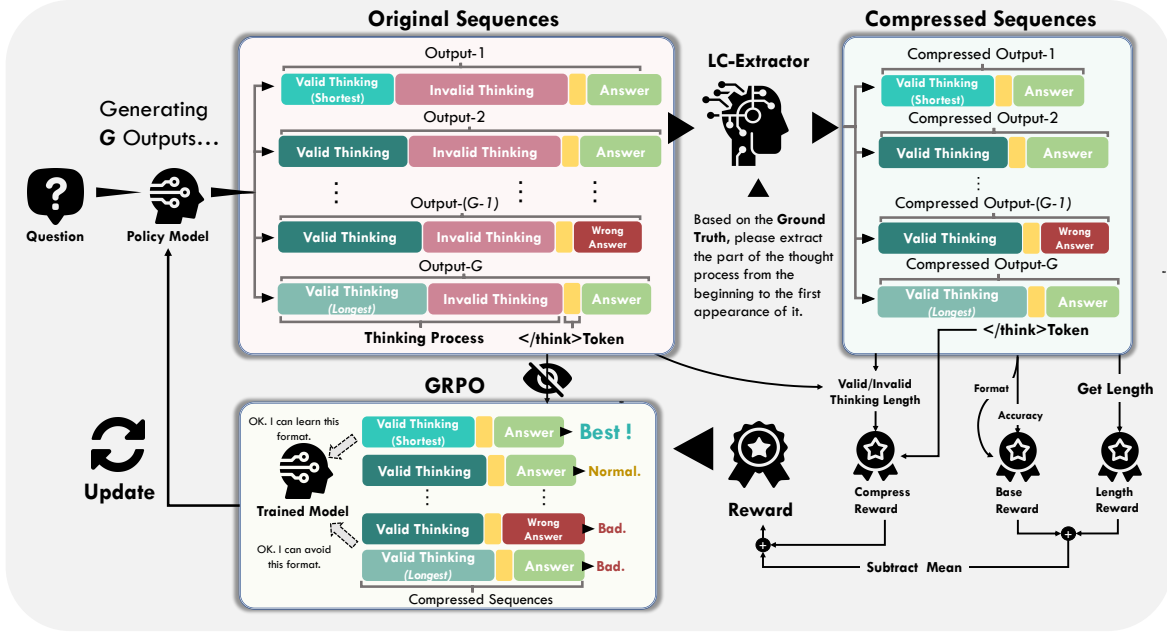 Original Sequences
Compressed Sequences
Generating
G Outputs...
Question
Policy Model
Output-1
Valid Thinking
(Shortest)
Invalid Thinking
Answer
Output-2
Valid Thinking
Invalid Thinking
Answer
Output-(G-1)
Valid Thinking
Invalid Thinking
Wrong
Answer
Output-G
Valid Thinking
(Longest)
Invalid Thinking
Answer
Thinking Process
</think>Token
LC-Extractor
Based on the Ground
Truth, please extract
the part of the thought
process from the
beginning to the first
appearance of it.
Compressed Output-1
Valid Thinking
(Shortest)
Answer
Compressed Output-2
Valid Thinking
Answer
Compressed Output-(G-1)
Valid Thinking
Wrong
Answer
Compressed Output-G
Valid Thinking
(Longest)
Answer
</think>Token
Valid/Invalid
Thinking Length
Format
Accuracy
Get Length
Compress
Reward
Base
Reward
Length
Reward
Subtract Mean
Reward
GRPO
OK. I can learn this
format.
Trained Model
OK. I can avoid
this format.
Valid Thinking
(Shortest)
Answer
Best !
Valid Thinking
Answer
Normal.
Valid Thinking
Wrong
Answer
Bad.
Valid Thinking
(Longest)
Answer
Bad.
Compressed Sequences
Update